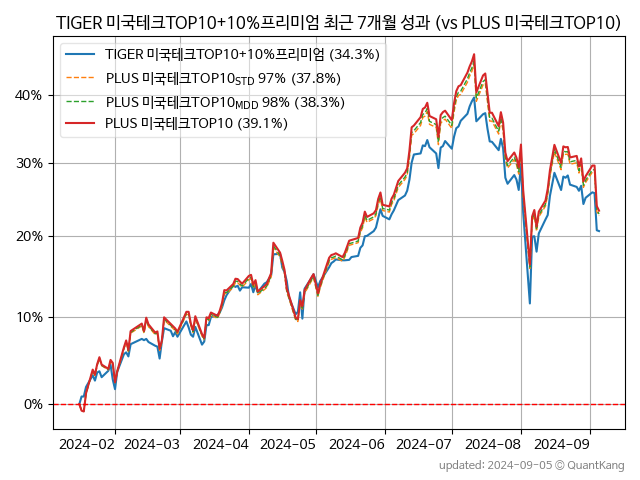 TIGER 미국테크TOP10+10%프리미엄 최근 7개월 성과 (vs PLUS 미국테크TOP10)
TIGER 미국테크TOP10+10%프리미엄 (34.3%)
PLUS 미국테크TOP10STD 97% (37.8%)
PLUS 미국테크TOP10MDD 98% (38.3%)
PLUS 미국테크TOP10 (39.1%)
40%
30%
20%
10%
0%
2024-02 2024-03 2024-04 2024-05 2024-06 2024-07 2024-08 2024-09
updated: 2024-09-05 © QuantKang